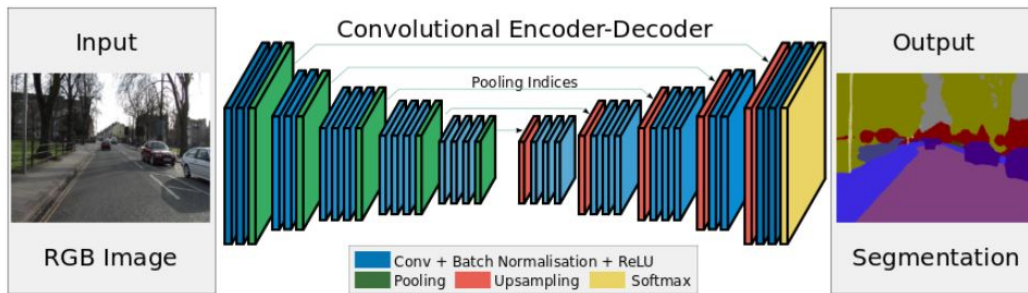 Input
Convolutional Encoder-Decoder
Output
Pooling Indices
RGB Image
Segmentation
Conv + Batch Normalisation + ReLU
Pooling
Upsampling
Softmax